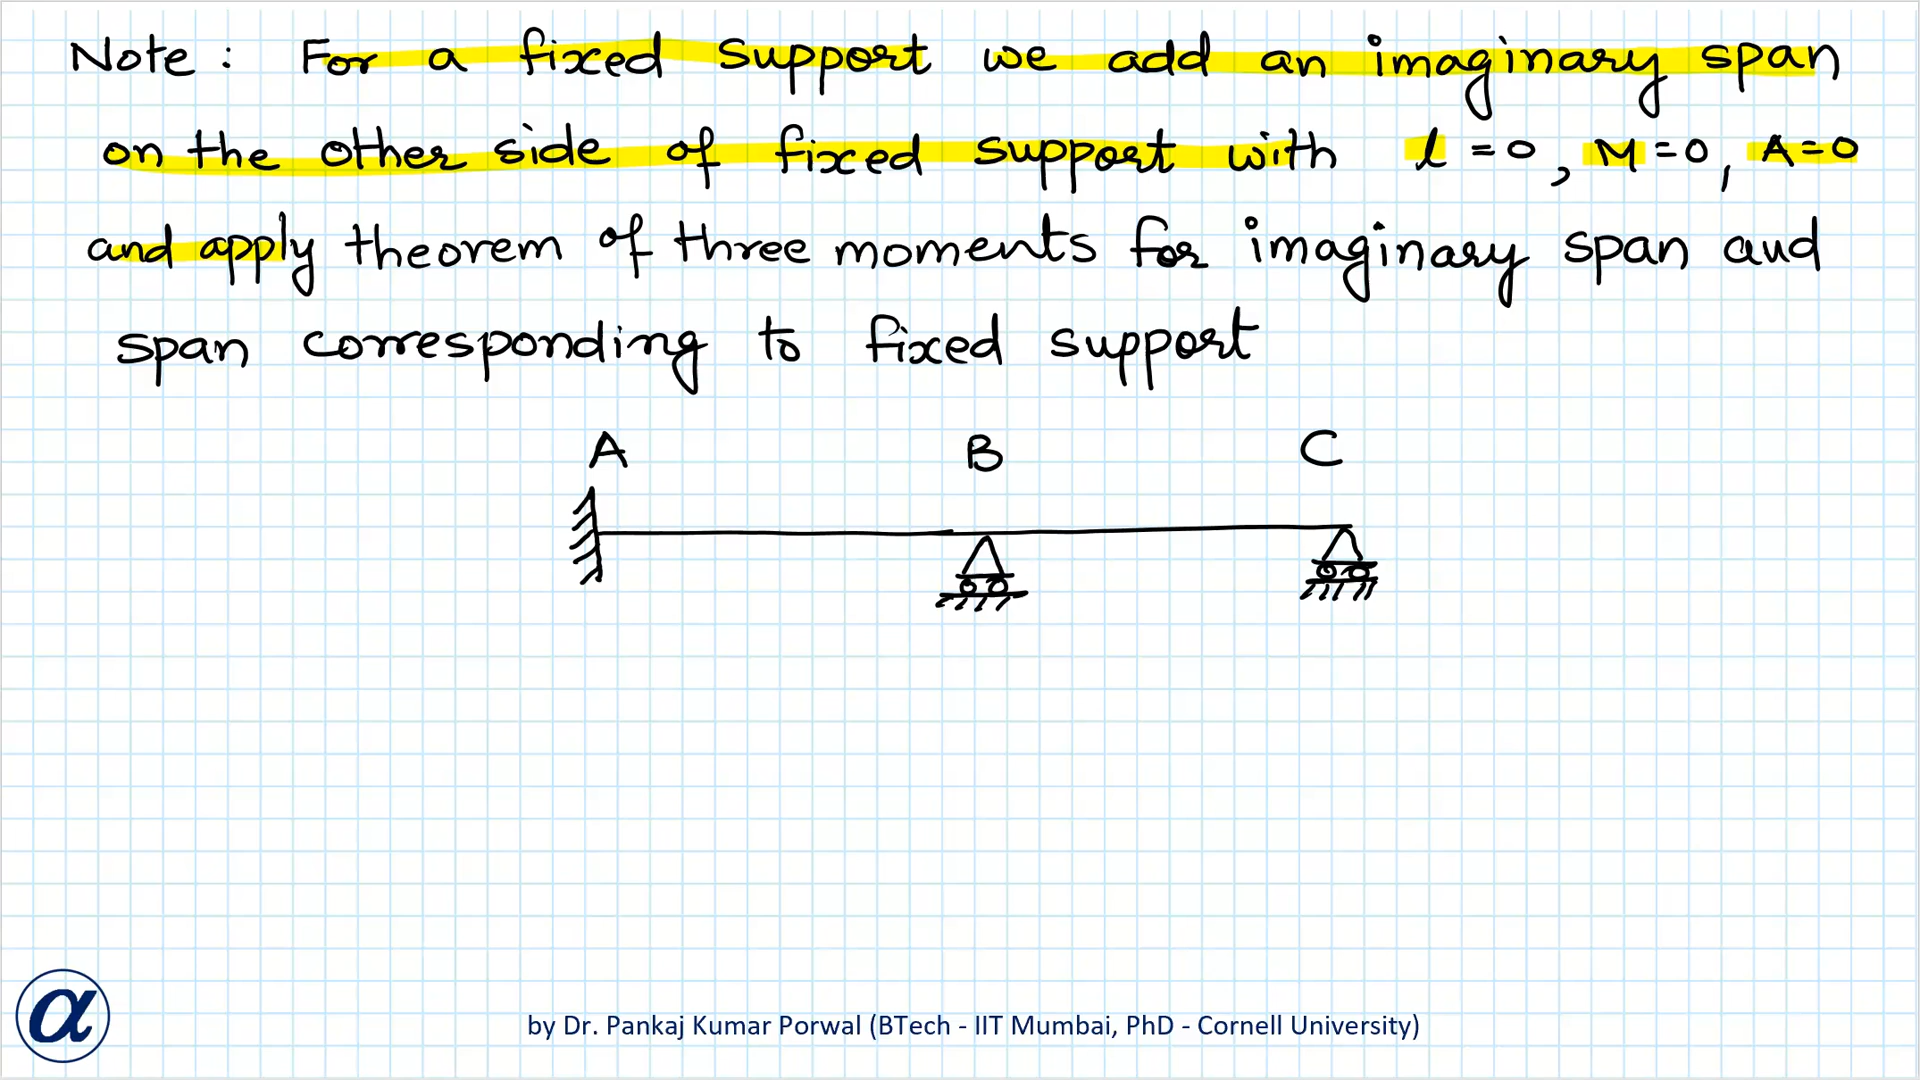 Note : For a fixed support we add an imaginary span
on the other side of fixed support with l = 0, M = 0, A = 0
and apply theorem of three moments for imaginary span and
span corresponding to fixed support
A B C
α
by Dr. Pankaj Kumar Porwal (BTech - IIT Mumbai, PhD - Cornell University)